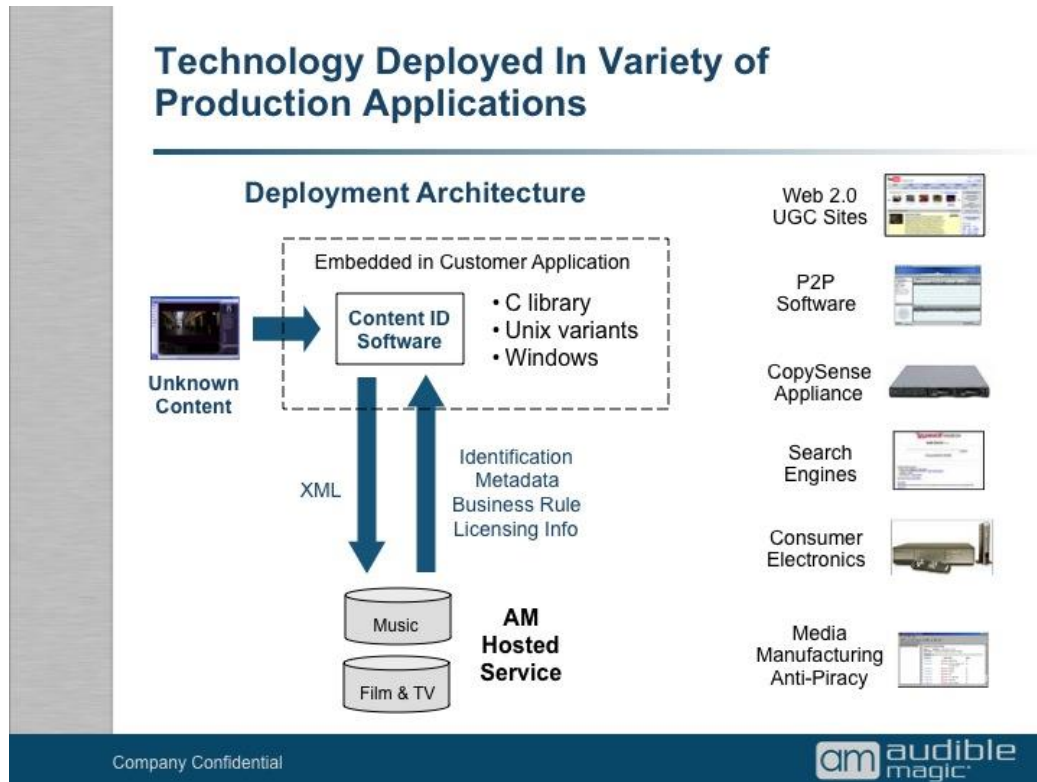 Technology Deployed In Variety of
Production Applications
Deployment Architecture
Embedded in Customer Application
Content ID
Software
• C library
• Unix variants
• Windows
Unknown
Content
XML
Identification
Metadata
Business Rule
Licensing Info
Music
Film & TV
AM
Hosted
Service
Web 2.0
UGC Sites
P2P
Software
CopySense
Appliance
Search
Engines
Consumer
Electronics
Media
Manufacturing
Anti-Piracy
Company Confidential
am audible
magic